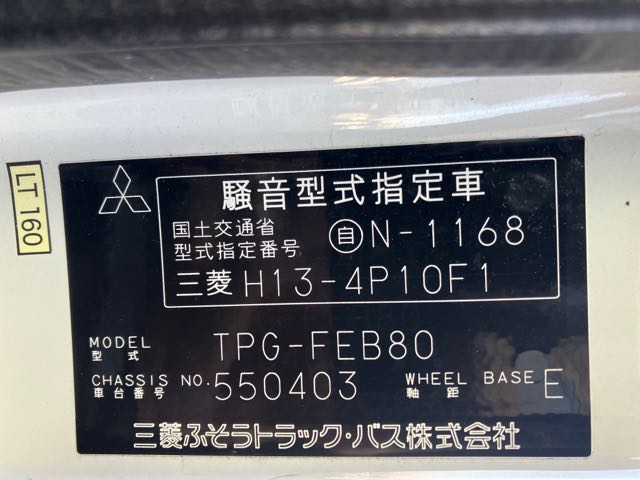 LT 160
騒音型式指定車
国土交通省
型式指定番号 自N-1168
三菱 H13-4P10F1
MODEL
型式 TPG-FEB80
CHASSIS NO.
車台番号 550403 WHEEL BASE
軸距 E
三菱ふそうトラック・バス株式会社